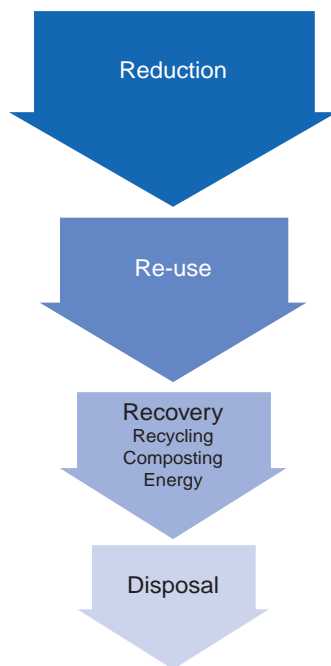 Reduction
Re-use
Recovery
Recycling
Composting
Energy
Disposal